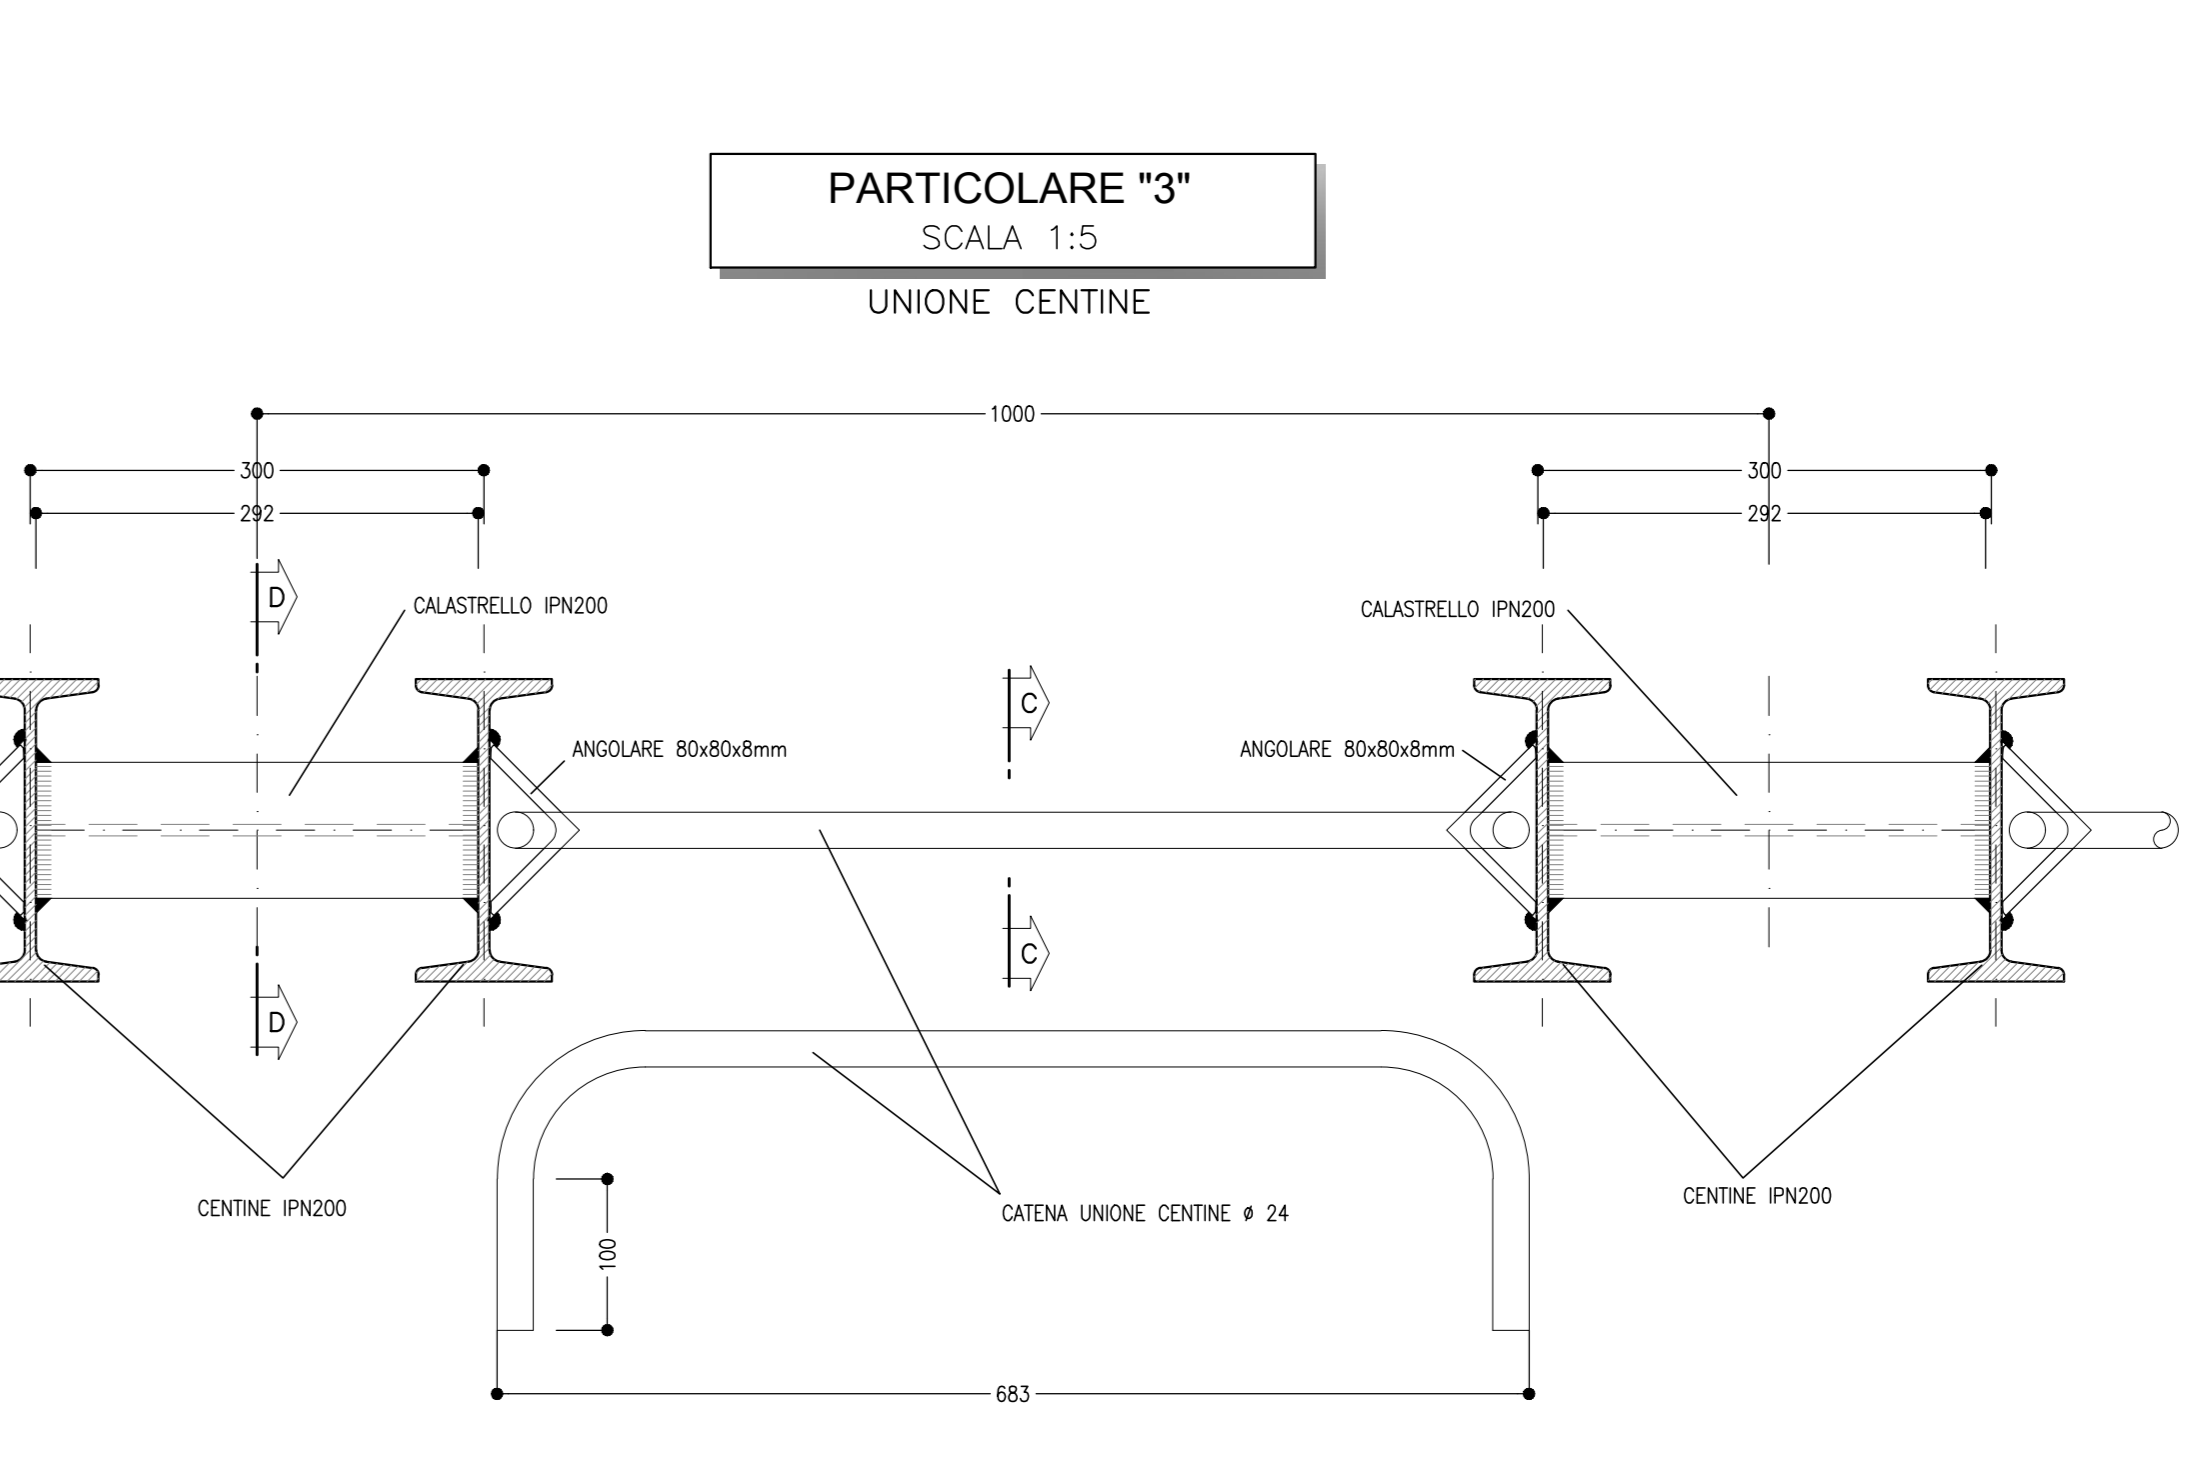 PARTICOLARE "3"
SCALA 1:5
UNIONE CENTINE
1000
300
300
292
292
D
CALASTRELLO IPN200
CALASTRELLO IPN200
C
ANGOLARE 80x80x8mm
ANGOLARE 80x80x8mm
C
D
CENTINE IPN200
CENTINE IPN200
CATENA UNIONE CENTINE ø 24
100
683